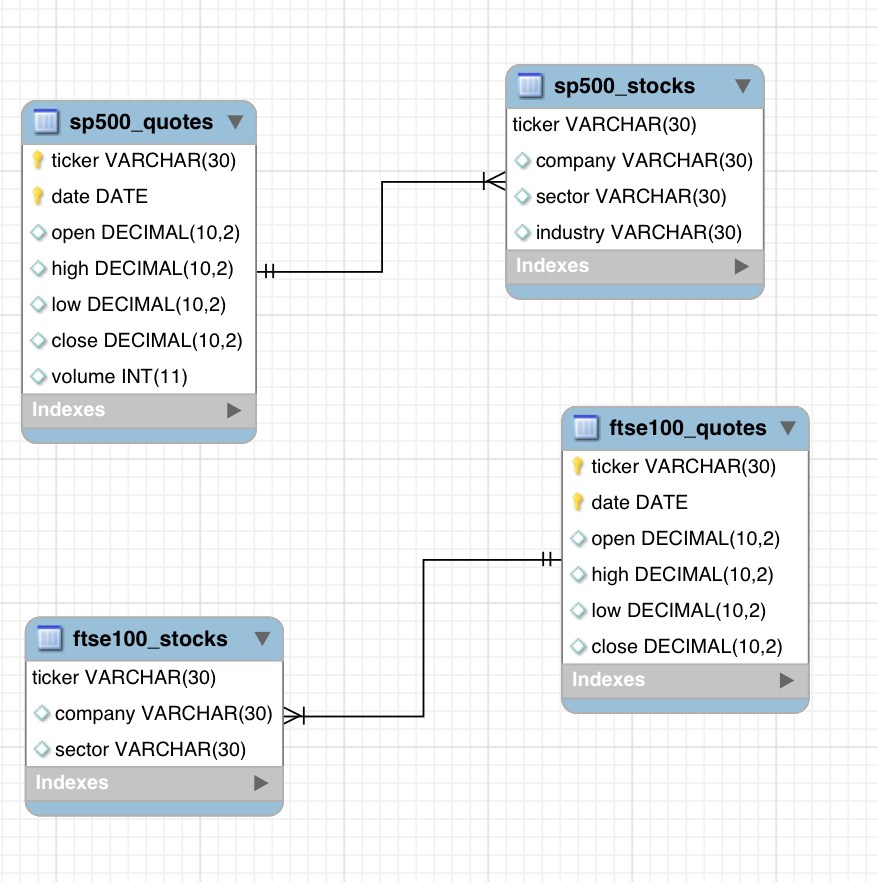 sp500_quotes
ticker VARCHAR(30)
date DATE
open DECIMAL(10,2)
high DECIMAL(10,2)
low DECIMAL(10,2)
close DECIMAL(10,2)
volume INT(11)
Indexes
sp500_stocks
ticker VARCHAR(30)
company VARCHAR(30)
sector VARCHAR(30)
industry VARCHAR(30)
Indexes
ftse100_quotes
ticker VARCHAR(30)
date DATE
open DECIMAL(10,2)
high DECIMAL(10,2)
low DECIMAL(10,2)
close DECIMAL(10,2)
Indexes
ftse100_stocks
ticker VARCHAR(30)
company VARCHAR(30)
sector VARCHAR(30)
Indexes